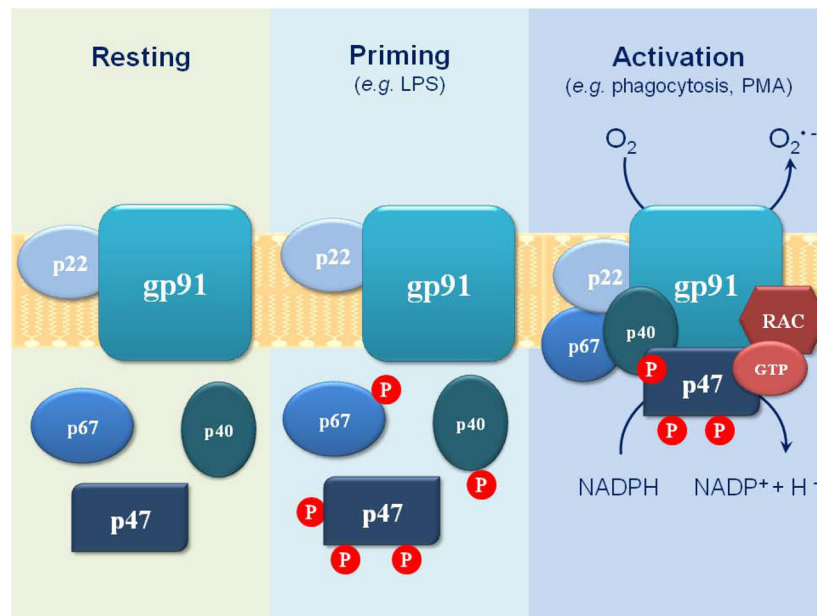 Resting
p22
gp91
p67
p40
p47
Priming
(e.g. LPS)
p22
gp91
P
p67
p40
P
P
p47
P
P
Activation
(e.g. phagocytosis, PMA)
O₂
O₂•-
p22
gp91
RAC
p67
p40
P
p47
GTP
P
P
NADPH
NADP⁺ + H⁻